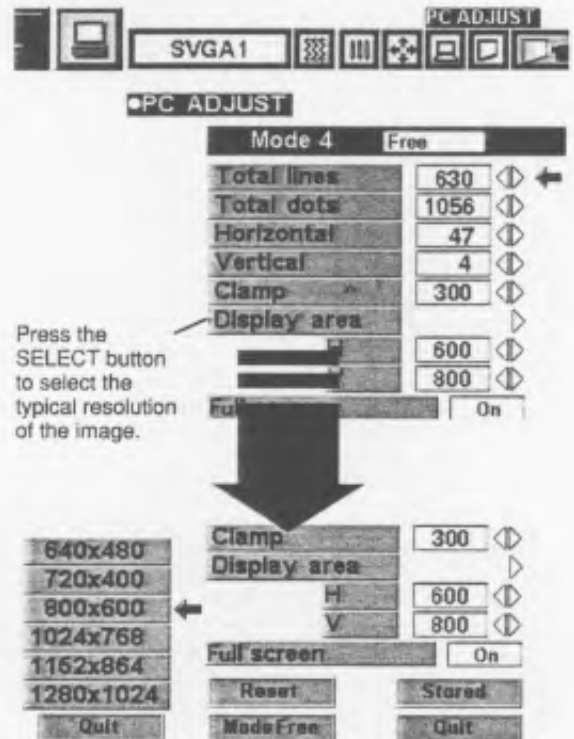 PC ADJUST
SVGA1
●PC ADJUST
Mode 4 Free
Total lines 630
Total dots 1056
Horizontal 47
Vertical 4
Clamp 300
Display area
600
800
On
Press the
SELECT button
to select the
typical resolution
of the image.
Clamp 300
Display area
H 600
V 800
Full screen On
Reset Stored
Mode Free Quit
640x480
720x400
800x600
1024x768
1152x864
1280x1024
Quit